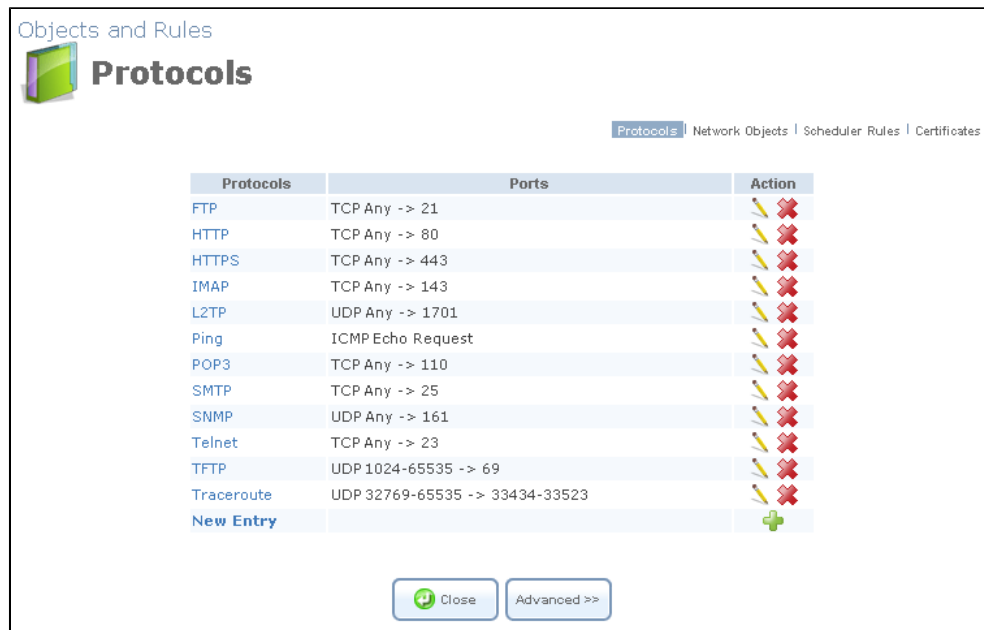 Objects and Rules
Protocols
Protocols | Network Objects | Scheduler Rules | Certificates
Protocols Ports Action
FTP TCP Any -> 21
HTTP TCP Any -> 80
HTTPS TCP Any -> 443
IMAP TCP Any -> 143
L2TP UDP Any -> 1701
Ping ICMP Echo Request
POP3 TCP Any -> 110
SMTP TCP Any -> 25
SNMP UDP Any -> 161
Telnet TCP Any -> 23
TFTP UDP 1024-65535 -> 69
Traceroute UDP 32769-65535 -> 33434-33523
New Entry
Close Advanced >>